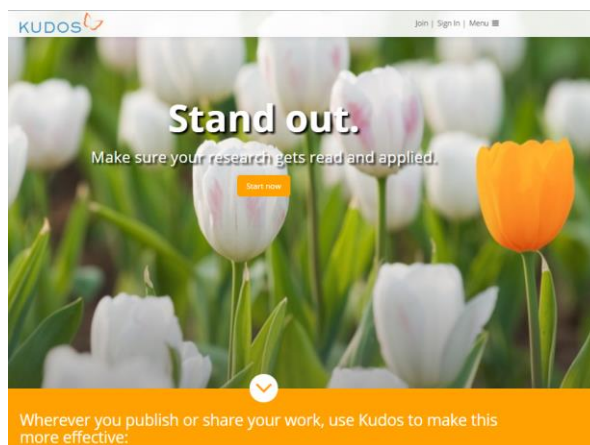 KUDOS
Join | Sign In | Menu
Stand out.
Make sure your research gets read and applied.
Start now
Wherever you publish or share your work, use Kudos to make this
more effective: